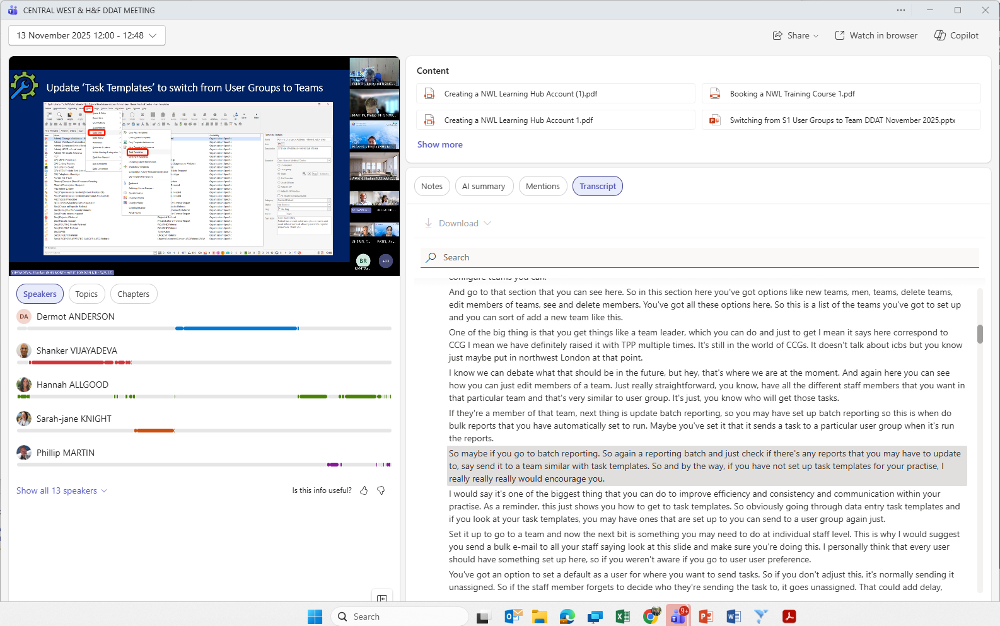 CENTRAL WEST & H&F DDAT MEETING
13 November 2025 12:00 - 12:48
Share
Watch in browser
Copilot
Update ‘Task Templates’ to switch from User Groups to Teams
BR
+23
VIJAYADEVA, Shanker (NHS NORTH WEST LONDON ICB - W2U3Z)
Speakers
Topics
Chapters
DA
Dermot ANDERSON
Shanker VIJAYADEVA
Hannah ALLGOOD
Sarah-jane KNIGHT
Phillip MARTIN
Show all 13 speakers
Is this info useful?
Content
Creating a NWL Learning Hub Account (1).pdf
Booking a NWL Training Course 1.pdf
Creating a NWL Learning Hub Account 1.pdf
Switching from S1 User Groups to Team DDAT November 2025.pptx
Show more
Notes
AI summary
Mentions
Transcript
Download
Search
configure teams you can.
And go to that section that you can see here. So in this section here you've got options like new teams, men, teams, delete teams,
edit members of teams, see and delete members. You've got all these options here. So this is a list of the teams you've got to set up
and you can sort of add a new team like this.
One of the big thing is that you get things like a team leader, which you can do and just to get I mean it says here correspond to
CCG I mean we have definitely raised it with TPP multiple times. It's still in the world of CCGs. It doesn't talk about icbs but you know
just maybe put in northwest London at that point.
I know we can debate what that should be in the future, but hey, that's where we are at the moment. And again here you can see
how you can just edit members of a team. Just really straightforward, you know, have all the different staff members that you want in
that particular team and that's very similar to user group. It's just, you know who will get those tasks.
If they're a member of that team, next thing is update batch reporting, so you may have set up batch reporting so this is when do
bulk reports that you have automatically set to run. Maybe you've set it that it sends a task to a particular user group when it's run
the reports.
So maybe if you go to batch reporting. So again a reporting batch and just check if there's any reports that you may have to update
to, say send it to a team similar with task templates. So and by the way, if you have not set up task templates for your practise, I
really really really would encourage you.
I would say it's one of the biggest thing that you can do to improve efficiency and consistency and communication within your
practise. As a reminder, this just shows you how to get to task templates. So obviously going through data entry task templates and
if you look at your task templates, you may have ones that are set up to you can send to a user group again just.
Set it up to go to a team and now the next bit is something you may need to do at individual staff level. This is why I would suggest
you send a bulk e-mail to all your staff saying look at this slide and make sure you're doing this. I personally think that every user
should have something set up here, so if you weren't aware if you go to user user preference.
You've got an option to set a default as a user for where you want to send tasks. So if you don't adjust this, it's normally sending it
unassigned. So if the staff member forgets to decide who they're sending the task to, it goes unassigned. That could add delay,
Search
9+